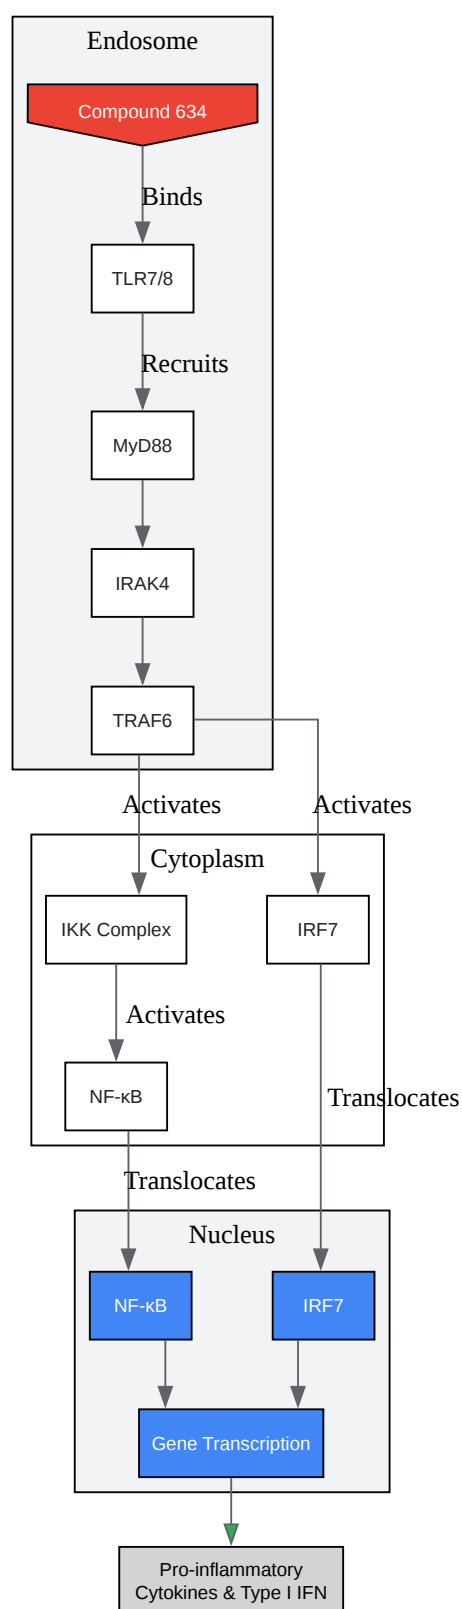 Endosome
Compound 634
Binds
TLR7/8
Recruits
MyD88
IRAK4
TRAF6
Activates
Activates
Cytoplasm
IKK Complex
IRF7
Activates
NF-κB
Translocates
Translocates
Nucleus
NF-κB
IRF7
Gene Transcription
Pro-inflammatory
Cytokines & Type I IFN